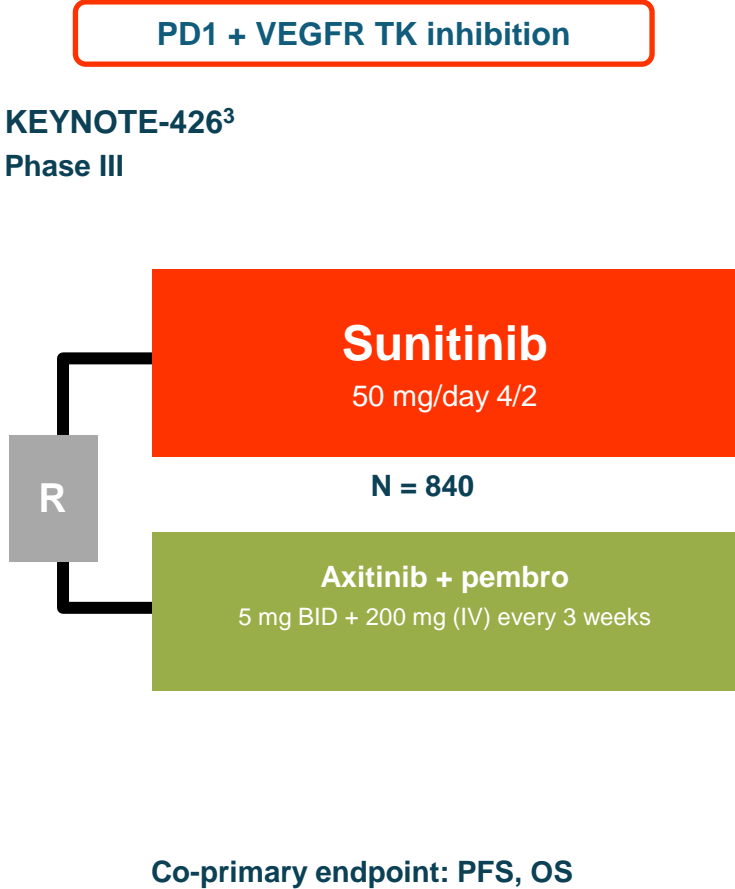 PD1 + VEGFR TK inhibition
KEYNOTE-426³
Phase III
Sunitinib
50 mg/day 4/2
R
N = 840
Axitinib + pembro
5 mg BID + 200 mg (IV) every 3 weeks
Co-primary endpoint: PFS, OS